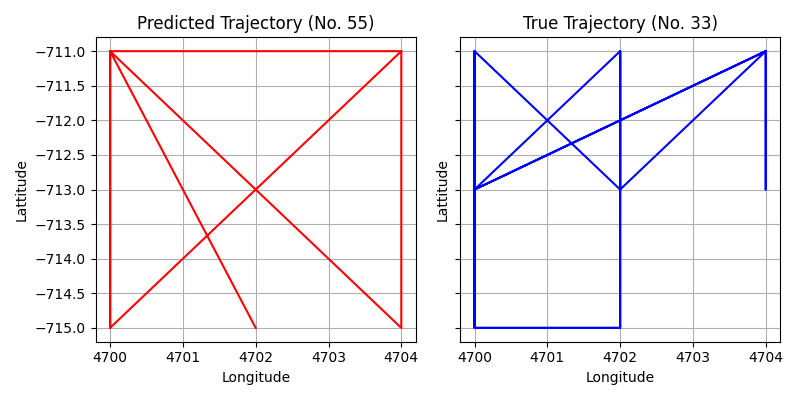 Predicted Trajectory (No. 55)
True Trajectory (No. 33)
Lattitude
−711.0
−711.5
−712.0
−712.5
−713.0
−713.5
−714.0
−714.5
−715.0
4700 4701 4702 4703 4704
Longitude
Lattitude
4700 4701 4702 4703 4704
Longitude